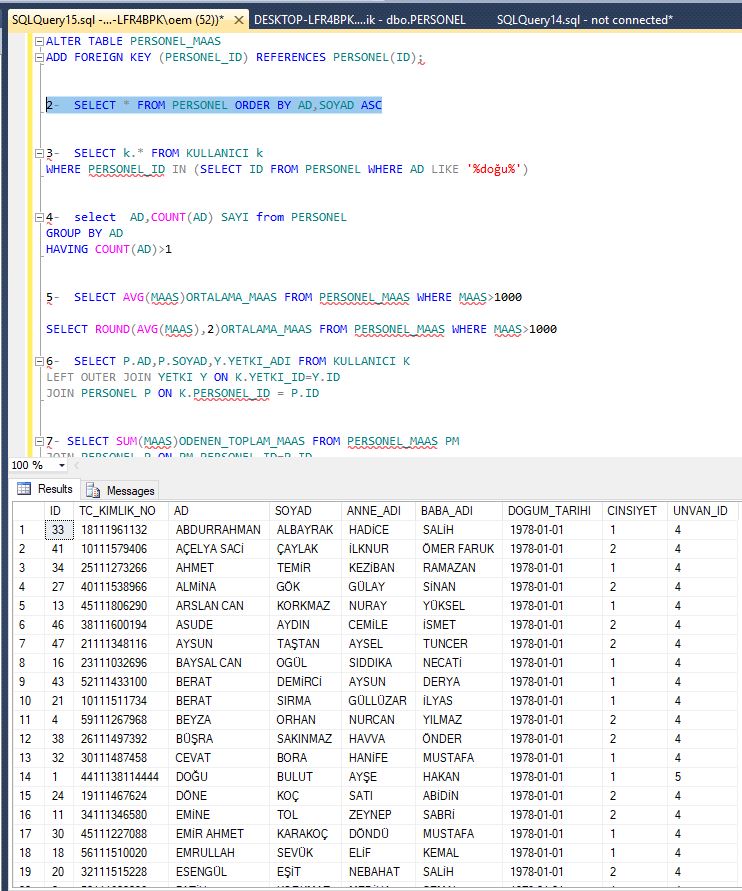 SQLQuery15.sql -...-LFR4BPK\oem (52))* DESKTOP-LFR4BPK....ik - dbo.PERSONEL SQLQuery14.sql - not connected*
ALTER TABLE PERSONEL_MAAS
ADD FOREIGN KEY (PERSONEL_ID) REFERENCES PERSONEL(ID);
2- SELECT * FROM PERSONEL ORDER BY AD,SOYAD ASC
3- SELECT k.* FROM KULLANICI k
WHERE PERSONEL_ID IN (SELECT ID FROM PERSONEL WHERE AD LIKE '%doğu%')
4- select AD,COUNT(AD) SAYI from PERSONEL
GROUP BY AD
HAVING COUNT(AD)>1
5- SELECT AVG(MAAS)ORTALAMA_MAAS FROM PERSONEL_MAAS WHERE MAAS>1000
SELECT ROUND(AVG(MAAS),2)ORTALAMA_MAAS FROM PERSONEL_MAAS WHERE MAAS>1000
6- SELECT P.AD,P.SOYAD,Y.YETKI_ADI FROM KULLANICI K
LEFT OUTER JOIN YETKI Y ON K.YETKI_ID=Y.ID
JOIN PERSONEL P ON K.PERSONEL_ID = P.ID
7- SELECT SUM(MAAS)ODENEN_TOPLAM_MAAS FROM PERSONEL_MAAS PM
JOIN PERSONEL P ON PM.PERSONEL_ID=P.ID
100 %
Results Messages
ID TC_KIMLIK_NO AD SOYAD ANNE_ADI BABA_ADI DOGUM_TARIHI CINSIYET UNVAN_ID
1 33 18111961132 ABDURRAHMAN ALBAYRAK HADİCE SALİH 1978-01-01 1 4
2 41 10111579406 AÇELYA SACİ ÇAYLAK İLKNUR ÖMER FARUK 1978-01-01 2 4
3 34 25111273266 AHMET TEMİR KEZİBAN RAMAZAN 1978-01-01 1 4
4 27 40111538966 ALMİNA GÖK GÜLAY SİNAN 1978-01-01 2 4
5 13 45111806290 ARSLAN CAN KORKMAZ NURAY YÜKSEL 1978-01-01 1 4
6 46 38111600194 ASUDE AYDIN CEMİLE İSMET 1978-01-01 2 4
7 47 21111348116 AYSUN TAŞTAN AYSEL TUNCER 1978-01-01 2 4
8 16 23111032696 BAYSAL CAN OGÜL SIDDIKA NECATİ 1978-01-01 1 4
9 43 52111433100 BERAT DEMİRCİ AYSUN DERYA 1978-01-01 1 4
10 21 10111511734 BERAT SIRMA GÜLLÜZAR İLYAS 1978-01-01 1 4
11 4 59111267968 BEYZA ORHAN NURCAN YILMAZ 1978-01-01 2 4
12 38 26111497392 BÜŞRA SAKINMAZ HAVVA ÖNDER 1978-01-01 2 4
13 32 30111487458 CEVAT BORA HANİFE MUSTAFA 1978-01-01 1 4
14 1 4411138114444 DOĞU BULUT AYŞE HAKAN 1978-01-01 1 5
15 24 19111467624 DÖNE KOÇ SATI ABİDİN 1978-01-01 2 4
16 11 34111346580 EMİNE TOL ZEYNEP SABRİ 1978-01-01 2 4
17 30 45111227088 EMİR AHMET KARAKOÇ DÖNDÜ MUSTAFA 1978-01-01 1 4
18 18 56111510020 EMRULLAH SEVÜK ELİF KEMAL 1978-01-01 1 4
19 20 32111515228 ESENGÜL EŞİT NEBAHAT SALİH 1978-01-01 2 4